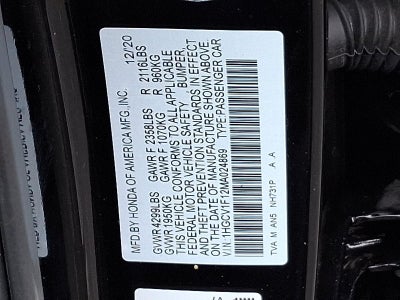 MFD BY HONDA OF AMERICA MFG., INC. 12/20
GVWR 4299LBS GAWR F 2358LBS R 2116LBS
GVWR 1950KG GAWR F 1070KG R 960KG
THIS VEHICLE CONFORMS TO ALL APPLICABLE
FEDERAL MOTOR VEHICLE SAFETY BUMPER,
AND THEFT PREVENTION STANDARDS IN EFFECT
ON THE DATE OF MANUFACTURE SHOWN ABOVE.
V.I.N: 1HGCV1F12MA024869 TYPE: PASSENGER CAR
TVA M AN5 NH731P A A